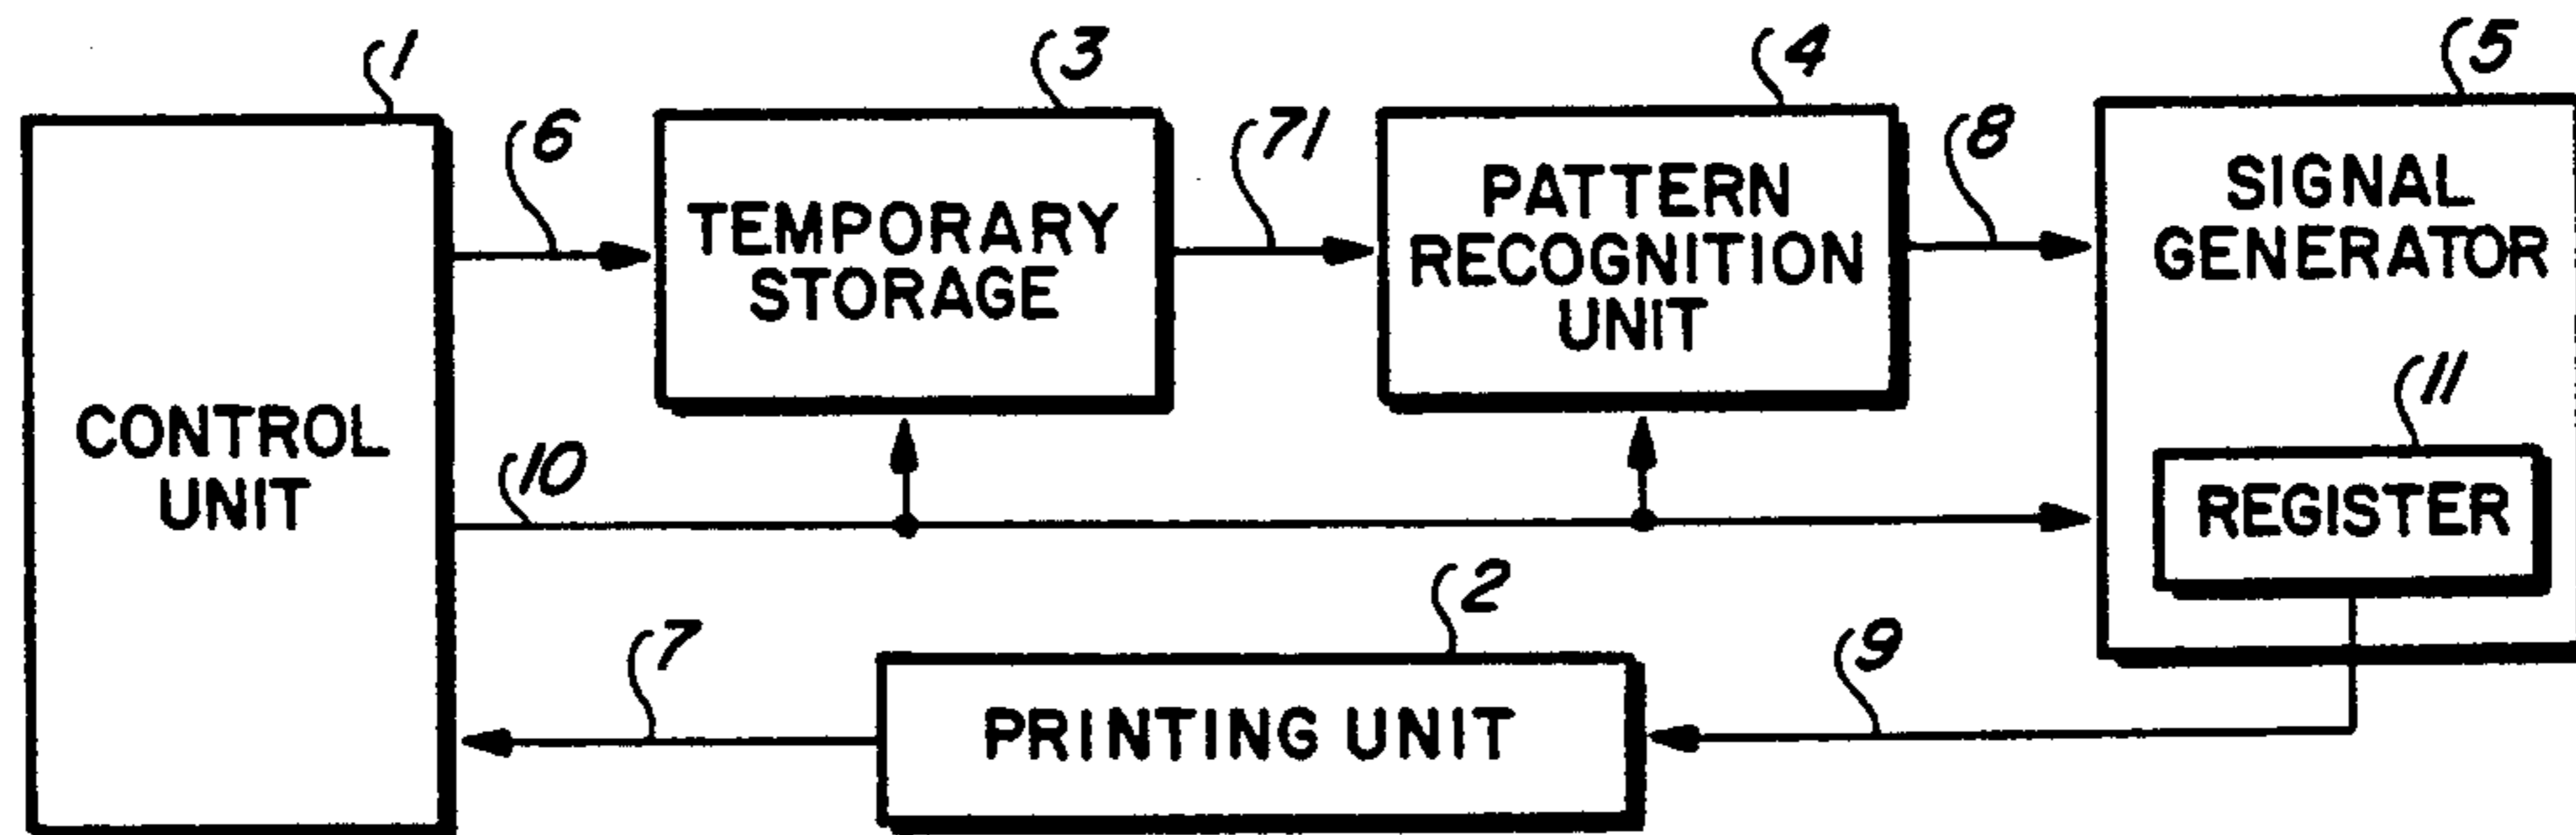 1
3
4
5
6
71
8
TEMPORARY
STORAGE
PATTERN
RECOGNITION
UNIT
SIGNAL
GENERATOR
CONTROL
UNIT
10
11
REGISTER
2
7
9
PRINTING UNIT